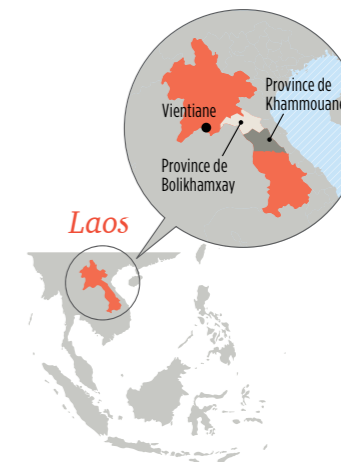 Vientiane
Province de
Khammouane
Province de
Bolikhamxay
Laos